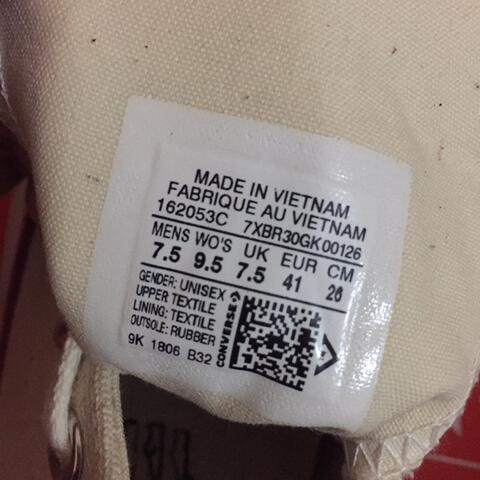 MADE IN VIETNAM
FABRIQUE AU VIETNAM
162053C 7XBR30GK00126
MENS WO'S UK EUR CM
7.5 9.5 7.5 41 26
GENDER: UNISEX
UPPER TEXTILE
LINING: TEXTILE
OUTSOLE: RUBBER
9K 1806 B32
CONVERSE